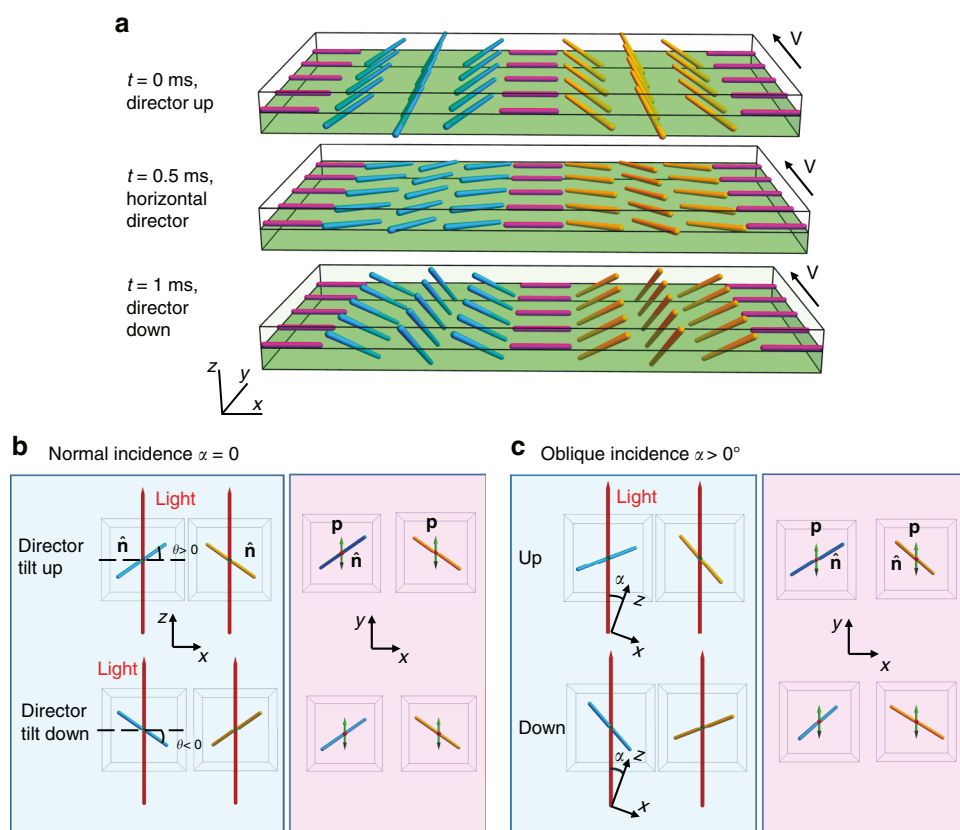 a
V
t = 0 ms,
director up
V
t = 0.5 ms,
horizontal
director
V
t = 1 ms,
director
down
z
y
x
b Normal incidence α = 0
Light
Director
tilt up
n̂
θ> 0
n̂
z
x
Light
Director
tilt down
θ< 0
p
n̂
p
y
x
c Oblique incidence α > 0°
Light
Up
α
z
x
Down
α
z
x
p
n̂
p
n̂
y
x